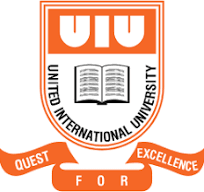 UIU
UNITED INTERNATIONAL UNIVERSITY
QUEST FOR EXCELLENCE